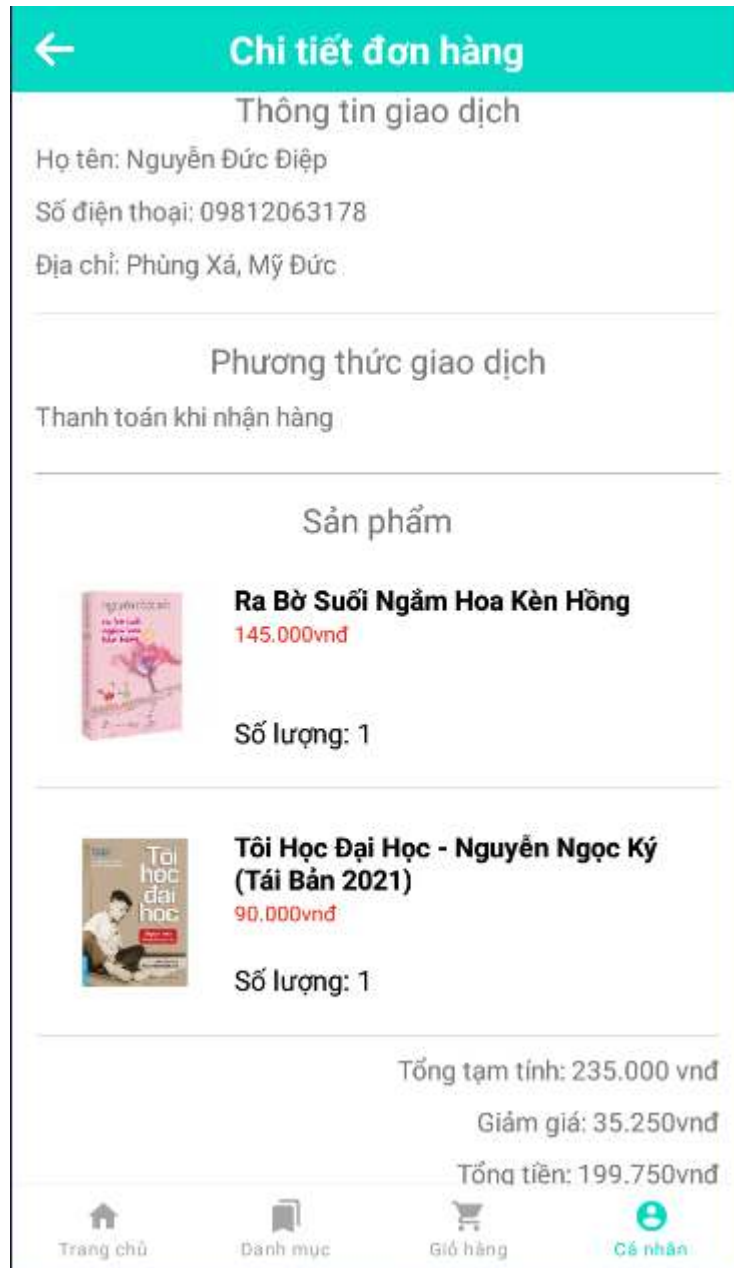 Chi tiết đơn hàng
Thông tin giao dịch
Họ tên: Nguyễn Đức Điệp
Số điện thoại: 09812063178
Địa chỉ: Phùng Xá, Mỹ Đức
Phương thức giao dịch
Thanh toán khi nhận hàng
Sản phẩm
Ra Bờ Suối Ngắm Hoa Kèn Hồng
145.000vnđ
Số lượng: 1
Tôi
học
đại
học
Tôi Học Đại Học - Nguyễn Ngọc Ký
(Tái Bản 2021)
90.000vnđ
Số lượng: 1
Tổng tạm tính: 235.000 vnđ
Giảm giá: 35.250vnđ
Tổng tiền: 199.750vnđ
Trang chủ
Danh mục
Giỏ hàng
Cá nhân